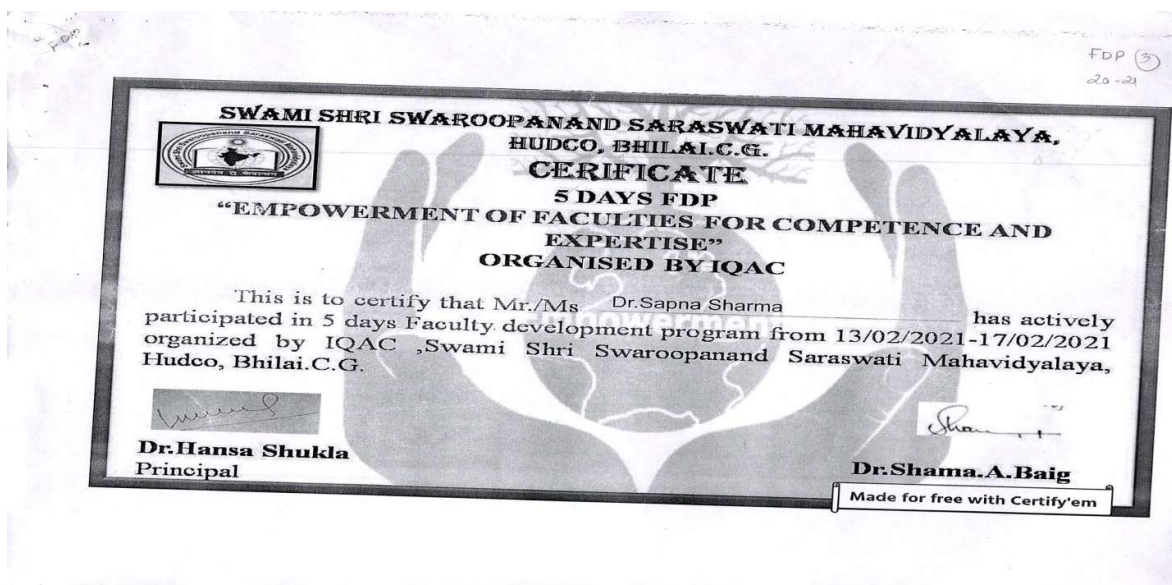 FDP
FDP 3
20-21
SWAMI SHRI SWAROOPANAND SARASWATI MAHAVIDYALAYA,
HUDCO, BHILAI.C.G.
CERIFICATE
5 DAYS FDP
“EMPOWERMENT OF FACULTIES FOR COMPETENCE AND
EXPERTISE”
ORGANISED BY IQAC
This is to certify that Mr./Ms Dr.Sapna Sharma has actively
participated in 5 days Faculty development program from 13/02/2021-17/02/2021
organized by IQAC ,Swami Shri Swaroopanand Saraswati Mahavidyalaya,
Hudco, Bhilai.C.G.
Empowerment
Dr.Hansa Shukla
Principal
Dr.Shama.A.Baig
Made for free with Certify'em